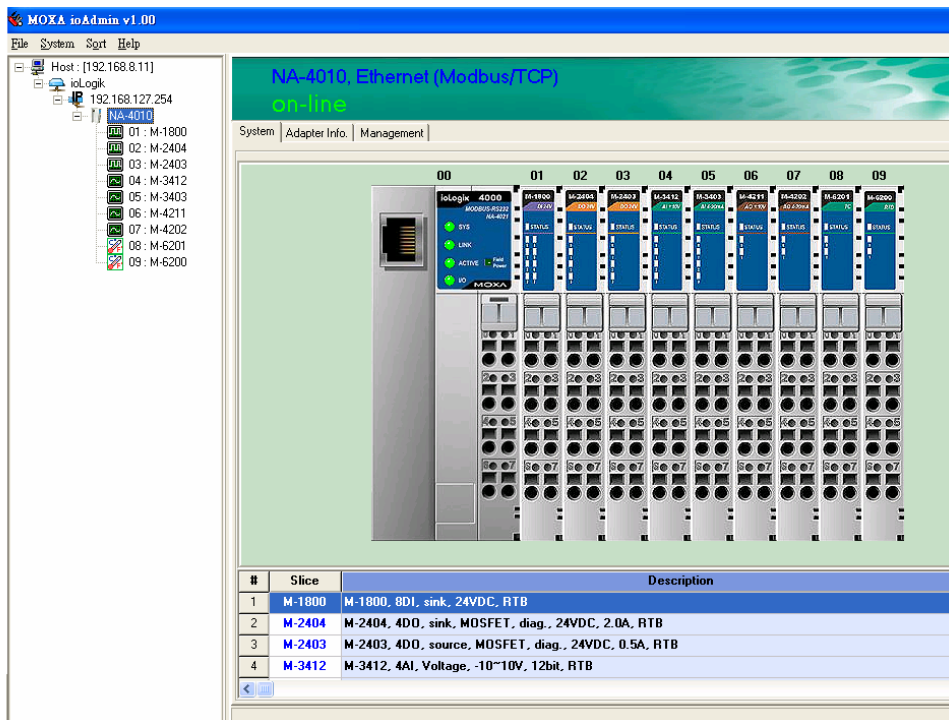 MOXA ioAdmin v1.00
File System Sort Help
Host : [192.168.8.11]
ioLogik
192.168.127.254
NA-4010
01 : M-1800
02 : M-2404
03 : M-2403
04 : M-3412
05 : M-3403
06 : M-4211
07 : M-4202
08 : M-6201
09 : M-6200
NA-4010, Ethernet (Modbus/TCP)
on-line
System Adapter Info. Management
00 01 02 03 04 05 06 07 08 09
ioLogik 4000
MODBUS-RS232
NA-4021
SYS
LINK
ACTIVE
Field Power
I/O
MOXA
M-1800 M-2404 M-2403 M-3412 M-3403 M-4211 M-4202 M-6201 M-6200
STATUS STATUS STATUS STATUS STATUS STATUS STATUS STATUS STATUS
# Slice Description
1 M-1800 M-1800, 8DI, sink, 24VDC, RTB
2 M-2404 M-2404, 4DO, sink, MOSFET, diag., 24VDC, 2.0A, RTB
3 M-2403 M-2403, 4DO, source, MOSFET, diag., 24VDC, 0.5A, RTB
4 M-3412 M-3412, 4AI, Voltage, -10~10V, 12bit, RTB